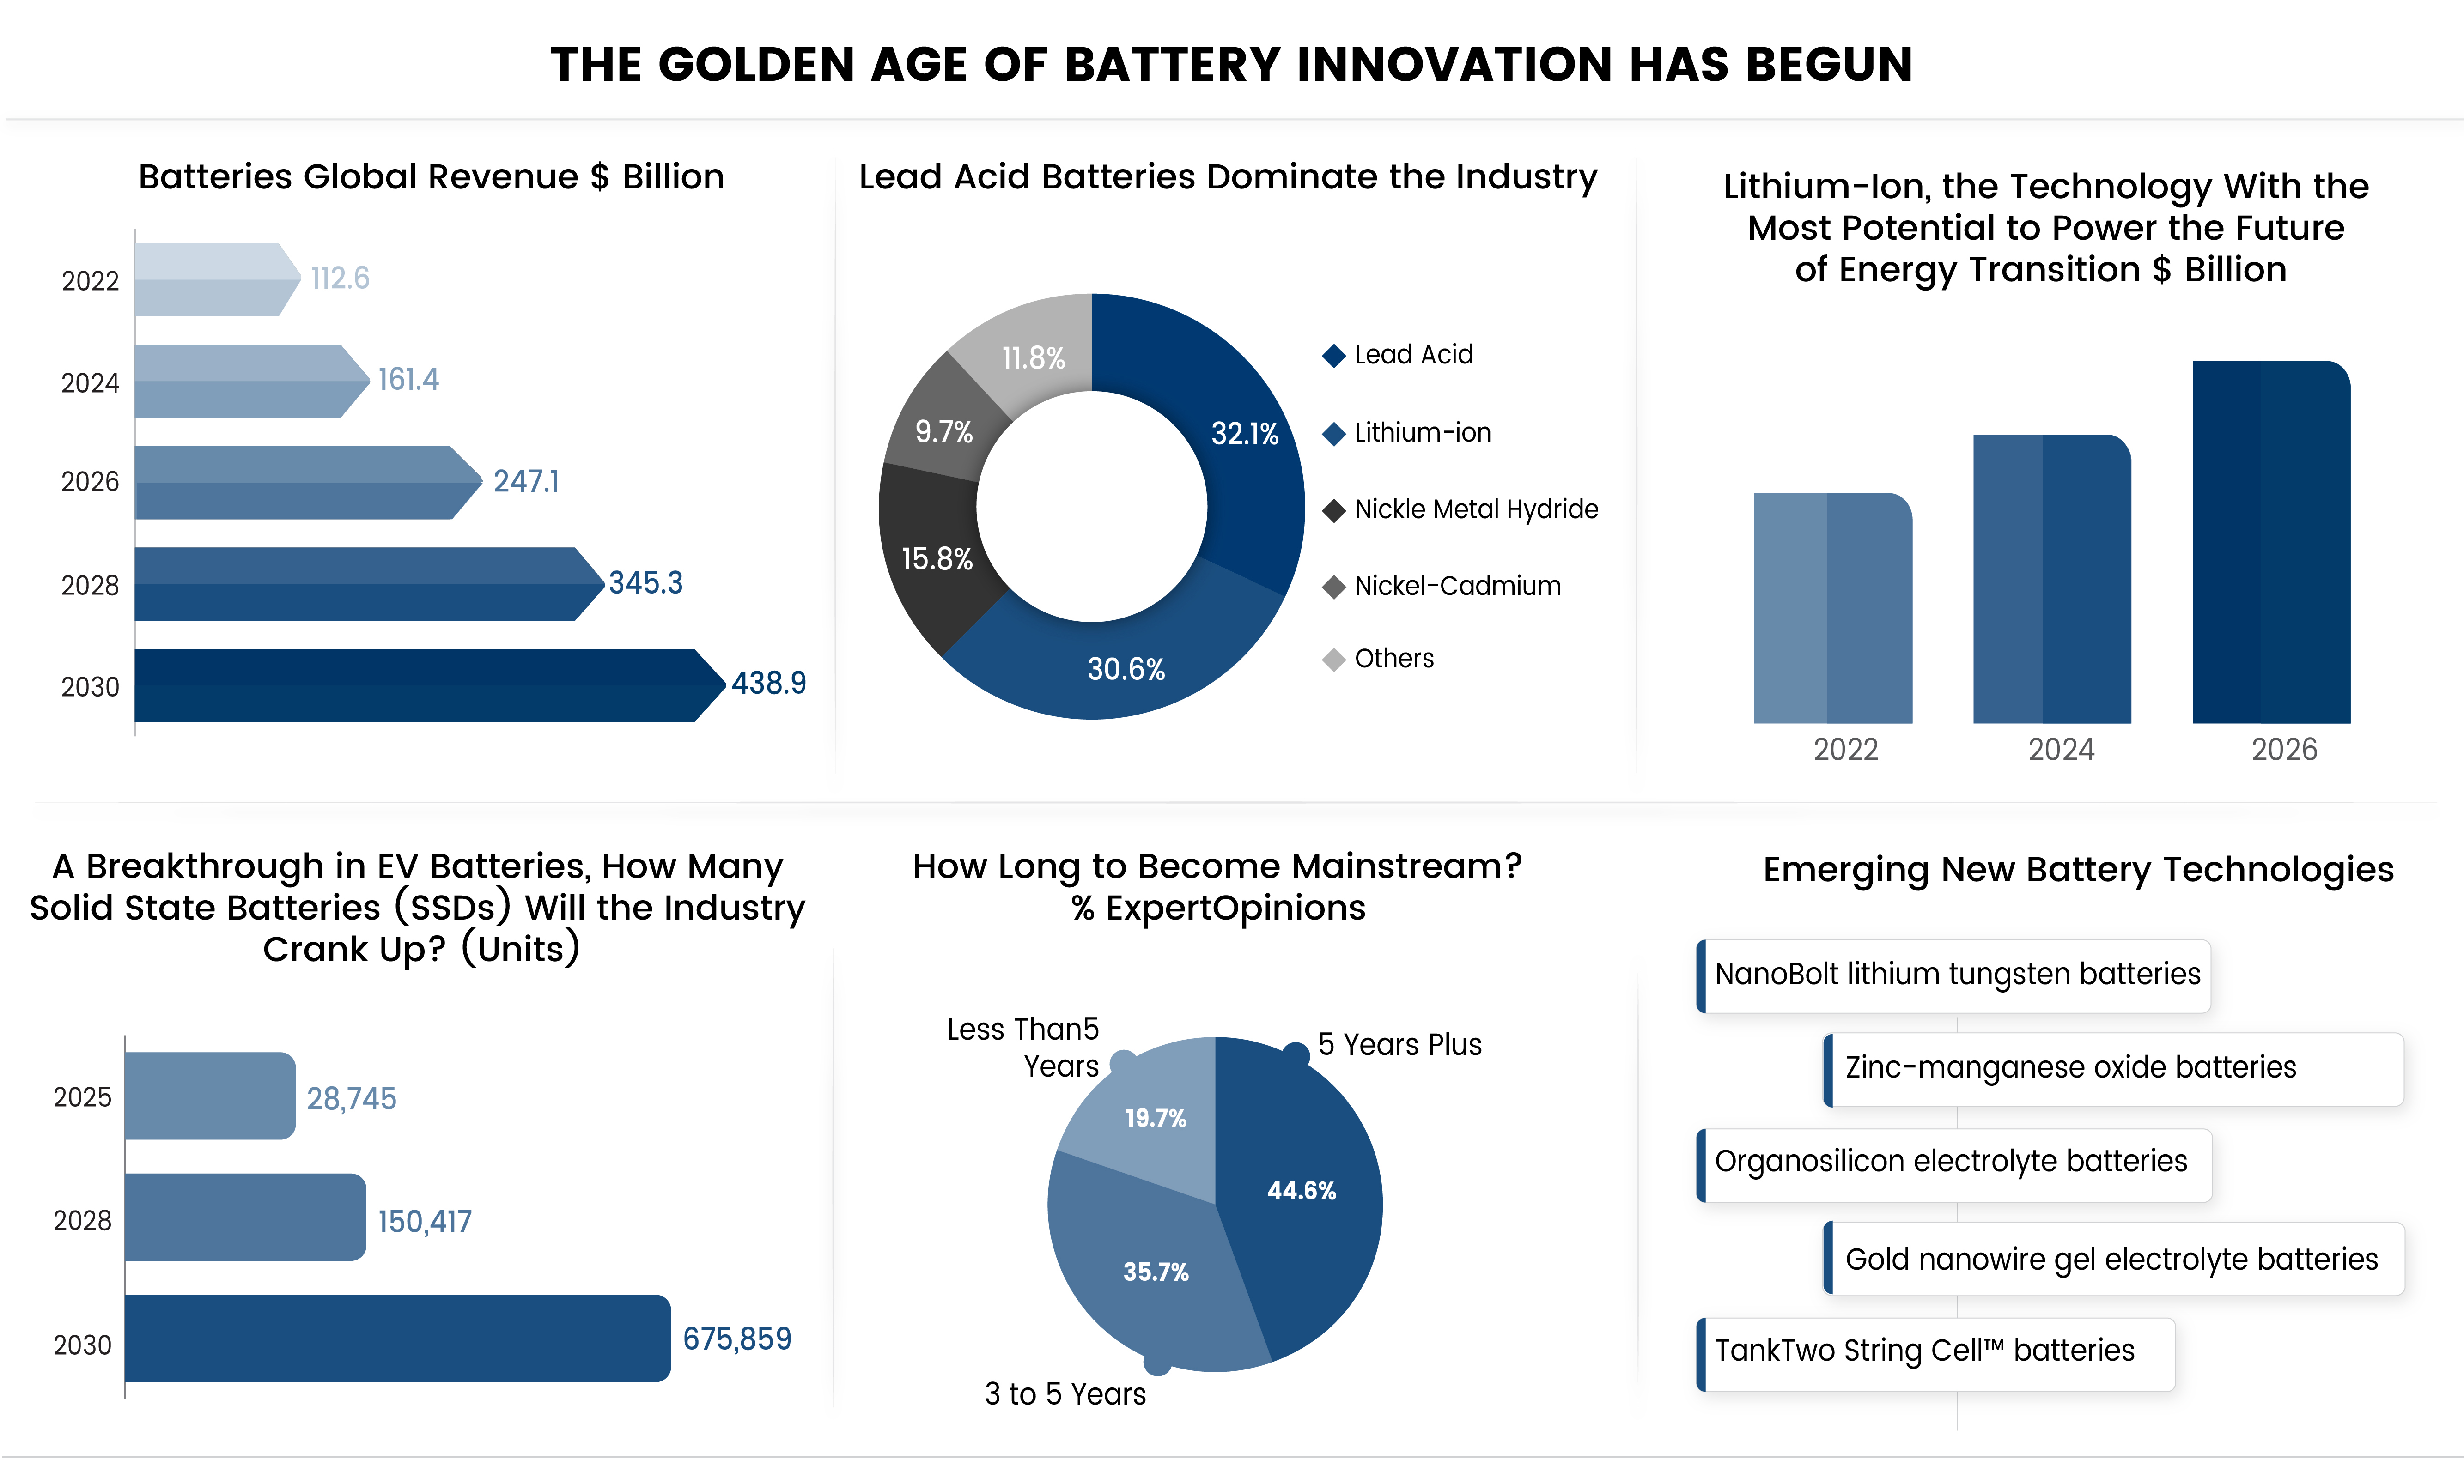 THE GOLDEN AGE OF BATTERY INNOVATION HAS BEGUN
Batteries Global Revenue $ Billion
2022
112.6
2024
161.4
2026
247.1
2028
345.3
2030
438.9
Lead Acid Batteries Dominate the Industry
11.8%
9.7%
32.1%
15.8%
30.6%
Lead Acid
Lithium-ion
Nickle Metal Hydride
Nickel-Cadmium
Others
Lithium-Ion, the Technology With the
Most Potential to Power the Future
of Energy Transition $ Billion
2022
2024
2026
A Breakthrough in EV Batteries, How Many
Solid State Batteries (SSDs) Will the Industry
Crank Up? (Units)
2025
28,745
2028
150,417
2030
675,859
How Long to Become Mainstream?
% ExpertOpinions
Less Than5
Years
5 Years Plus
19.7%
44.6%
35.7%
3 to 5 Years
Emerging New Battery Technologies
NanoBolt lithium tungsten batteries
Zinc-manganese oxide batteries
Organosilicon electrolyte batteries
Gold nanowire gel electrolyte batteries
TankTwo String Cell™ batteries